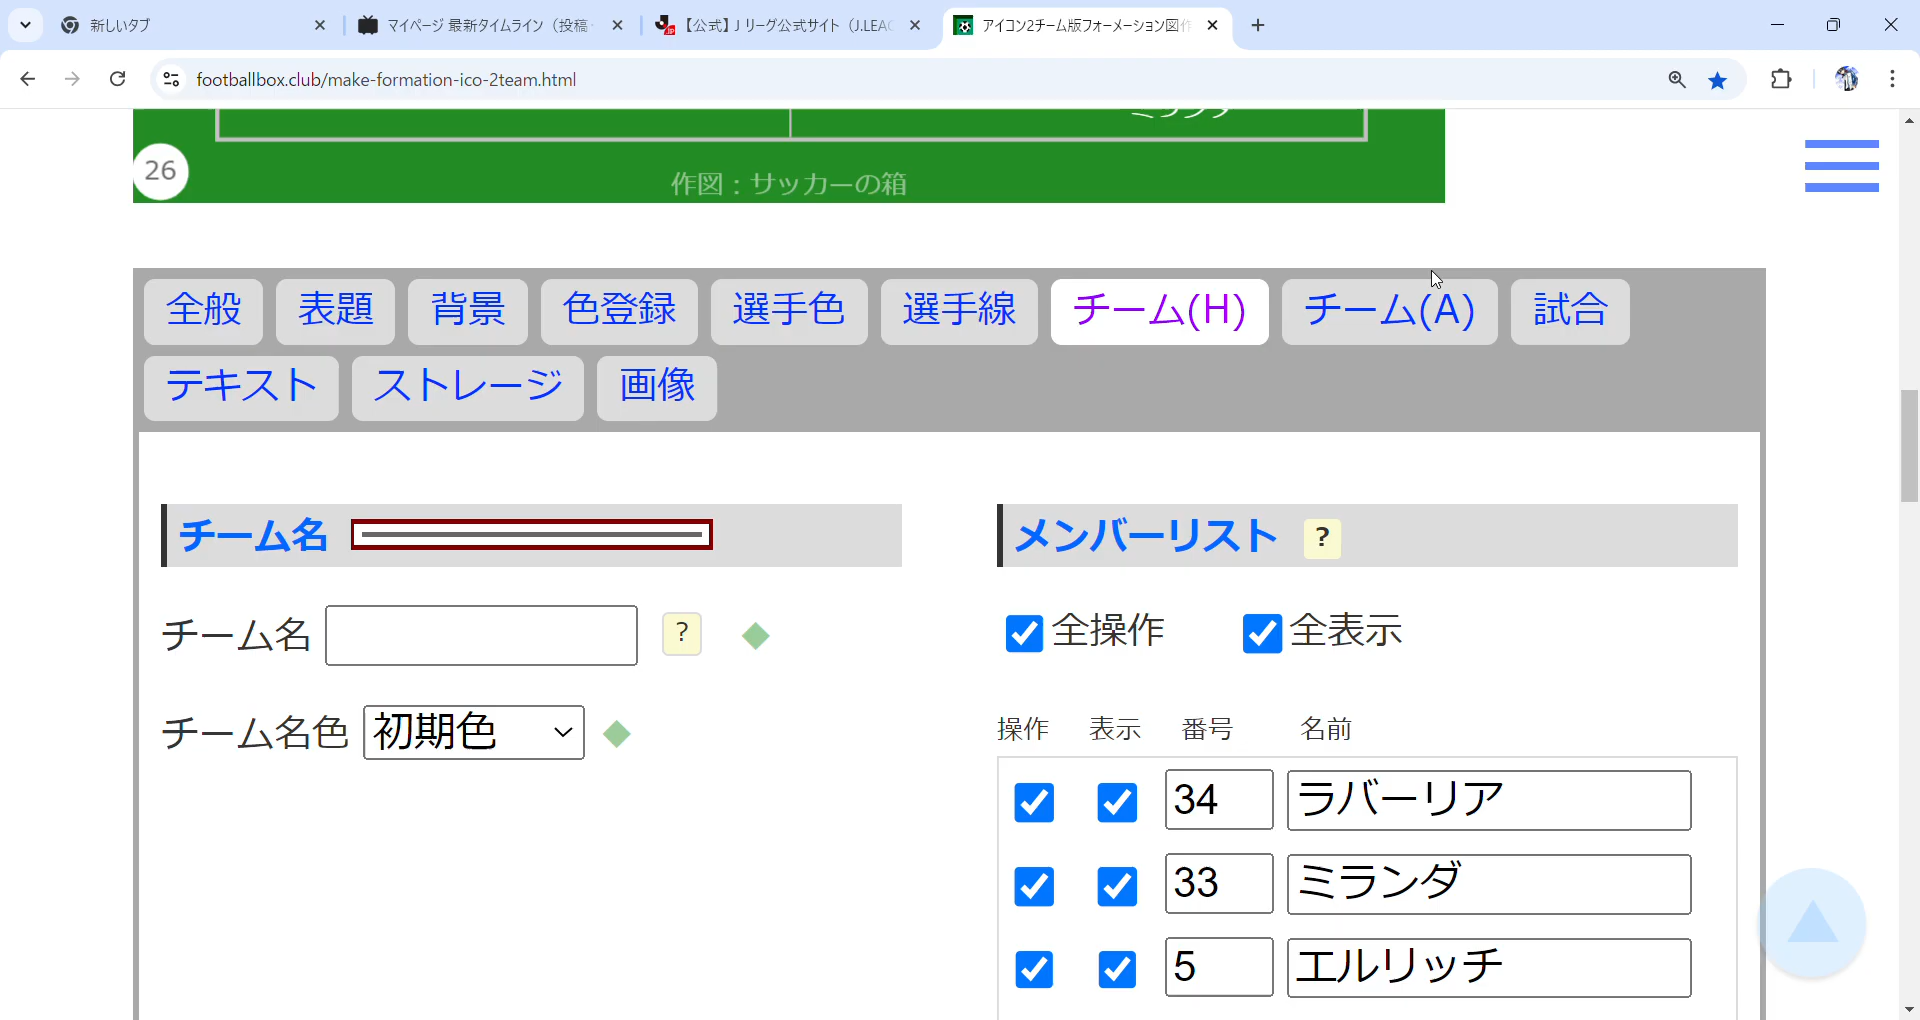 新しいタブ
マイページ 最新タイムライン（投稿
【公式】Jリーグ公式サイト（J.LEA
アイコン2チーム版フォーメーション図作
footballbox.club/make-formation-ico-2team.html
26
作図：サッカーの箱
全般 表題 背景 色登録 選手色 選手線 チーム(H) チーム(A) 試合
テキスト ストレージ 画像
チーム名
チーム名 ?
チーム名色 初期色
メンバーリスト ?
全操作 全表示
操作 表示 番号 名前
34 ラバーリア
33 ミランダ
5 エルリッチ